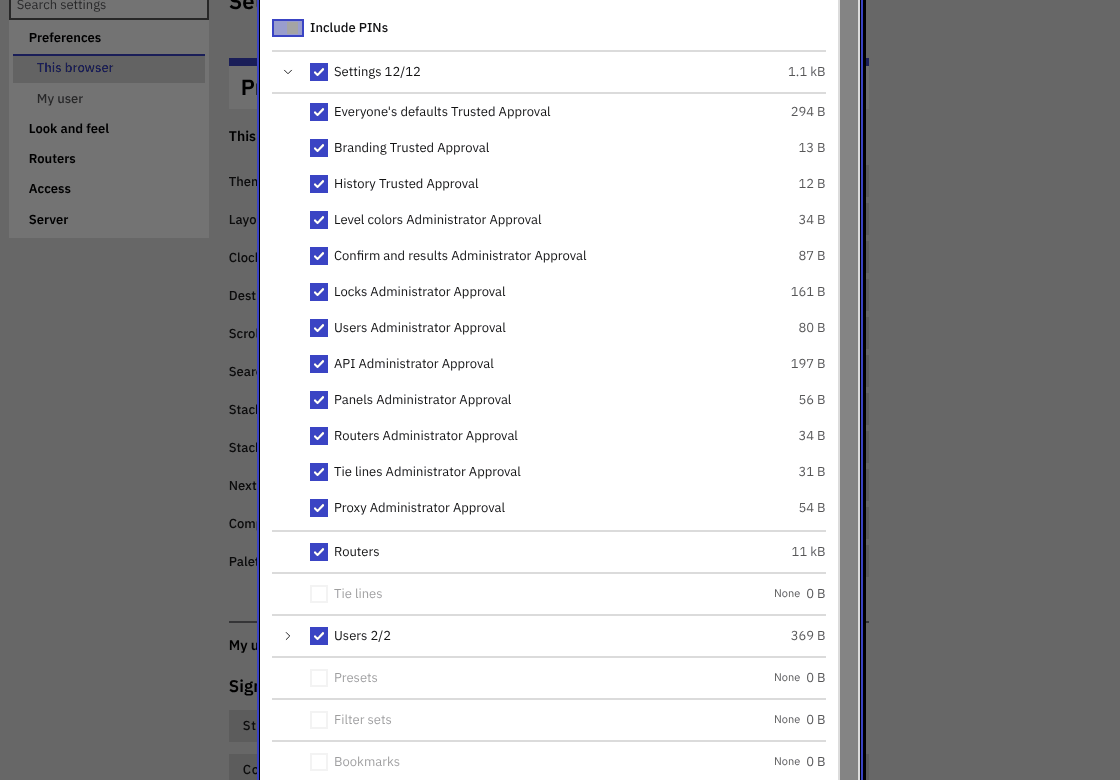 Search settings
Preferences
This browser
My user
Look and feel
Routers
Access
Server
This
My u
Include PINs
Settings 12/12 1.1 kB
Everyone's defaults Trusted Approval 294 B
Branding Trusted Approval 13 B
History Trusted Approval 12 B
Level colors Administrator Approval 34 B
Confirm and results Administrator Approval 87 B
Locks Administrator Approval 161 B
Users Administrator Approval 80 B
API Administrator Approval 197 B
Panels Administrator Approval 56 B
Routers Administrator Approval 34 B
Tie lines Administrator Approval 31 B
Proxy Administrator Approval 54 B
Routers 11 kB
Tie lines None 0 B
Users 2/2 369 B
Presets None 0 B
Filter sets None 0 B
Bookmarks None 0 B